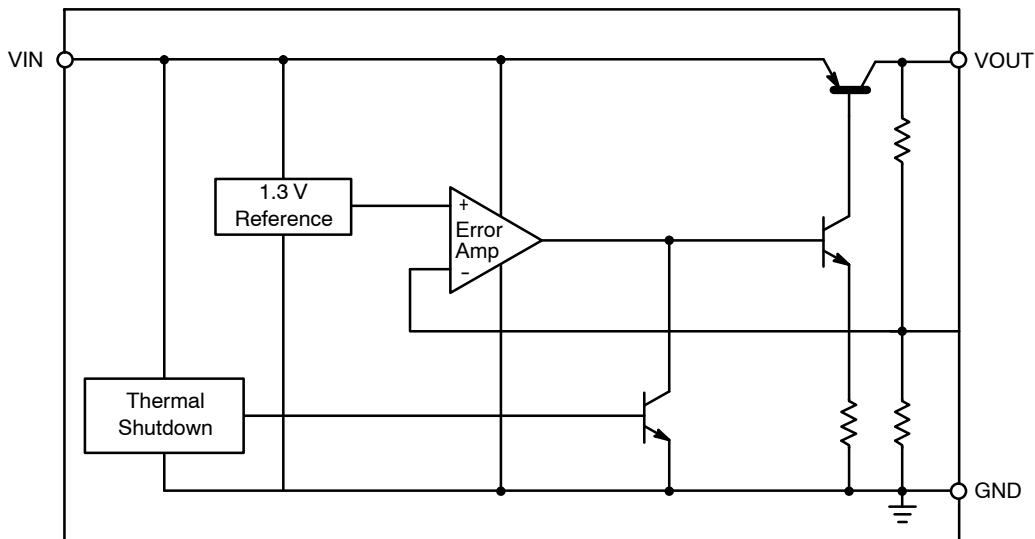 VIN
VOUT
1.3 V
Reference
+
Error
Amp
−
Thermal
Shutdown
GND